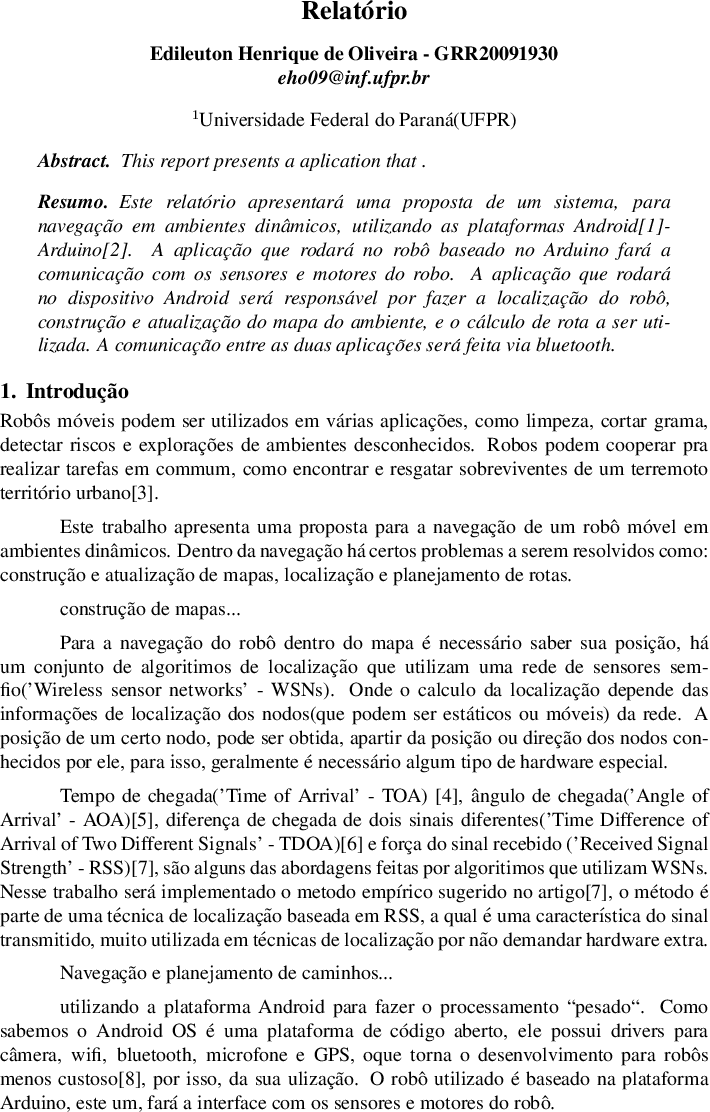 Relatório
Edileuton Henrique de Oliveira - GRR20091930
eho09@inf.ufpr.br
¹Universidade Federal do Paraná(UFPR)
Abstract. This report presents a aplication that .
Resumo. Este relatório apresentará uma proposta de um sistema, para
navegação em ambientes dinâmicos, utilizando as plataformas Android[1]-
Arduino[2]. A aplicação que rodará no robô baseado no Arduino fará a
comunicação com os sensores e motores do robo. A aplicação que rodará
no dispositivo Android será responsável por fazer a localização do robô,
construção e atualização do mapa do ambiente, e o cálculo de rota a ser uti-
lizada. A comunicação entre as duas aplicações será feita via bluetooth.
1. Introdução
Robôs móveis podem ser utilizados em várias aplicações, como limpeza, cortar grama,
detectar riscos e explorações de ambientes desconhecidos. Robos podem cooperar pra
realizar tarefas em commum, como encontrar e resgatar sobreviventes de um terremoto
território urbano[3].
Este trabalho apresenta uma proposta para a navegação de um robô móvel em
ambientes dinâmicos. Dentro da navegação há certos problemas a serem resolvidos como:
construção e atualização de mapas, localização e planejamento de rotas.
construção de mapas...
Para a navegação do robô dentro do mapa é necessário saber sua posição, há
um conjunto de algoritimos de localização que utilizam uma rede de sensores sem-
fio('Wireless sensor networks' - WSNs). Onde o calculo da localização depende das
informações de localização dos nodos(que podem ser estáticos ou móveis) da rede. A
posição de um certo nodo, pode ser obtida, apartir da posição ou direção dos nodos con-
hecidos por ele, para isso, geralmente é necessário algum tipo de hardware especial.
Tempo de chegada('Time of Arrival' - TOA) [4], ângulo de chegada('Angle of
Arrival' - AOA)[5], diferença de chegada de dois sinais diferentes('Time Difference of
Arrival of Two Different Signals' - TDOA)[6] e força do sinal recebido ('Received Signal
Strength' - RSS)[7], são alguns das abordagens feitas por algoritimos que utilizam WSNs.
Nesse trabalho será implementado o metodo empírico sugerido no artigo[7], o método é
parte de uma técnica de localização baseada em RSS, a qual é uma característica do sinal
transmitido, muito utilizada em técnicas de localização por não demandar hardware extra.
Navegação e planejamento de caminhos...
utilizando a plataforma Android para fazer o processamento “pesado“. Como
sabemos o Android OS é uma plataforma de código aberto, ele possui drivers para
câmera, wifi, bluetooth, microfone e GPS, oque torna o desenvolvimento para robôs
menos custoso[8], por isso, da sua ulização. O robô utilizado é baseado na plataforma
Arduino, este um, fará a interface com os sensores e motores do robô.